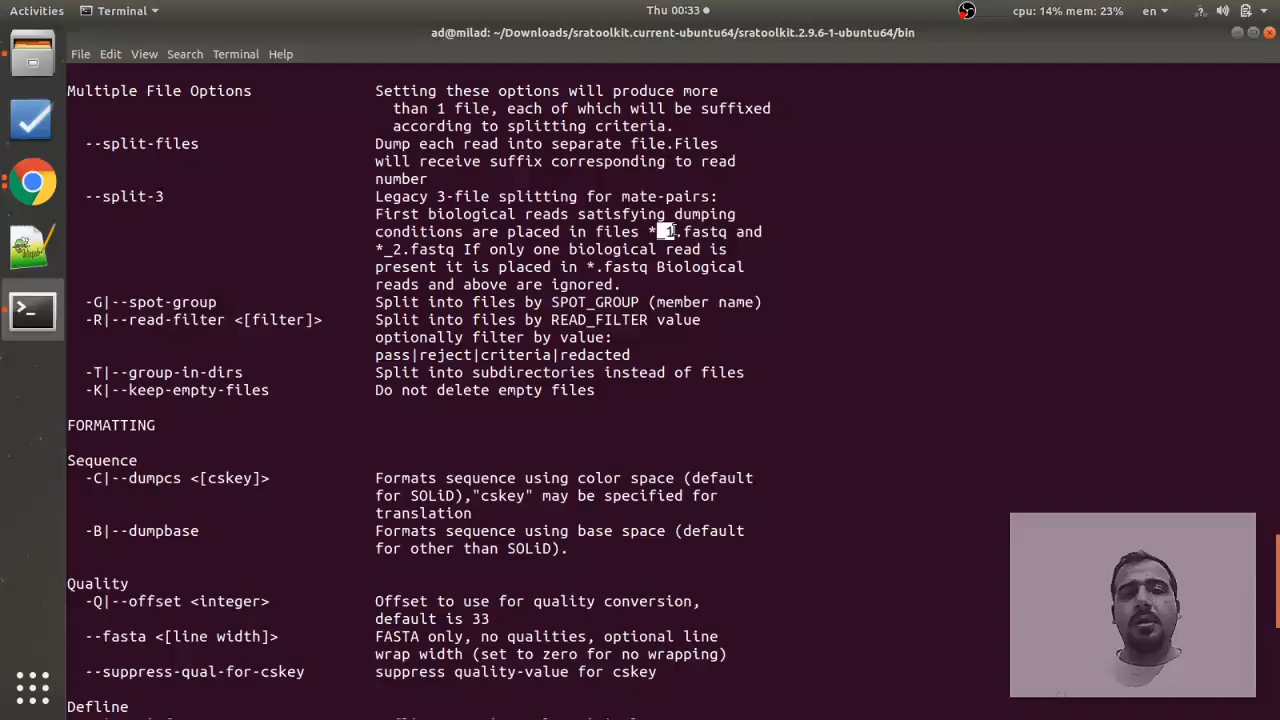 Activities Terminal Thu 00:33 cpu: 14% mem: 23% en
ad@milad: ~/Downloads/sratoolkit.current-ubuntu64/sratoolkit.2.9.6-1-ubuntu64/bin
File Edit View Search Terminal Help
Multiple File Options Setting these options will produce more
than 1 file, each of which will be suffixed
according to splitting criteria.
--split-files Dump each read into separate file.Files
will receive suffix corresponding to read
number
--split-3 Legacy 3-file splitting for mate-pairs:
First biological reads satisfying dumping
conditions are placed in files *_1.fastq and
*_2.fastq If only one biological read is
present it is placed in *.fastq Biological
reads and above are ignored.
-G|--spot-group Split into files by SPOT_GROUP (member name)
-R|--read-filter <[filter]> Split into files by READ_FILTER value
optionally filter by value:
pass|reject|criteria|redacted
-T|--group-in-dirs Split into subdirectories instead of files
-K|--keep-empty-files Do not delete empty files
FORMATTING
Sequence
-C|--dumpcs <[cskey]> Formats sequence using color space (default
for SOLiD),"cskey" may be specified for
translation
-B|--dumpbase Formats sequence using base space (default
for other than SOLiD).
Quality
-Q|--offset <integer> Offset to use for quality conversion,
default is 33
--fasta <[line width]> FASTA only, no qualities, optional line
wrap width (set to zero for no wrapping)
--suppress-qual-for-cskey suppress quality-value for cskey
Defline